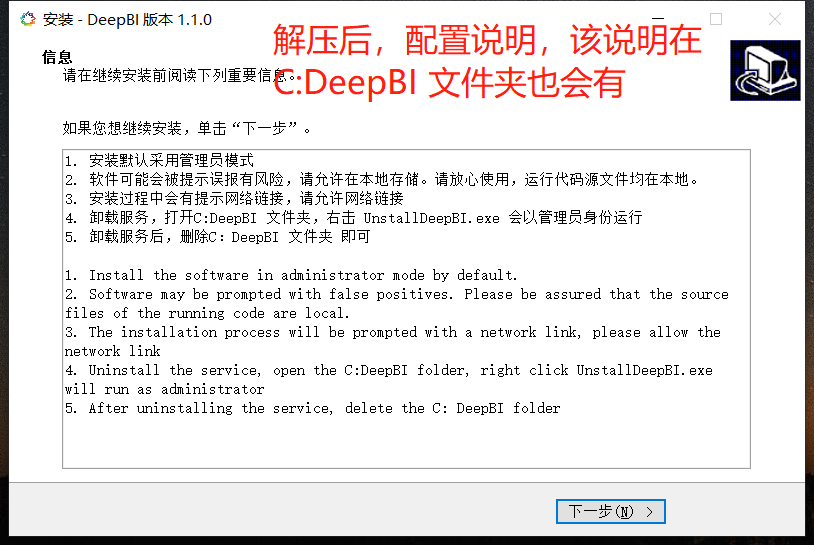 安装 - DeepBI 版本 1.1.0
解压后，配置说明，该说明在
C:DeepBI 文件夹也会有
信息
请在继续安装前阅读下列重要信息。
如果您想继续安装，单击“下一步”。
1. 安装默认采用管理员模式
2. 软件可能会被提示误报有风险，请允许在本地存储。请放心使用，运行代码源文件均在本地。
3. 安装过程中会有提示网络链接，请允许网络链接
4. 卸载服务，打开C:DeepBI 文件夹，右击 UnstallDeepBI.exe 会以管理员身份运行
5. 卸载服务后，删除C：DeepBI 文件夹 即可
1. Install the software in administrator mode by default.
2. Software may be prompted with false positives. Please be assured that the source
files of the running code are local.
3. The installation process will be prompted with a network link, please allow the
network link
4. Uninstall the service, open the C:DeepBI folder, right click UnstallDeepBI.exe
will run as administrator
5. After uninstalling the service, delete the C: DeepBI folder
下一步(N) >